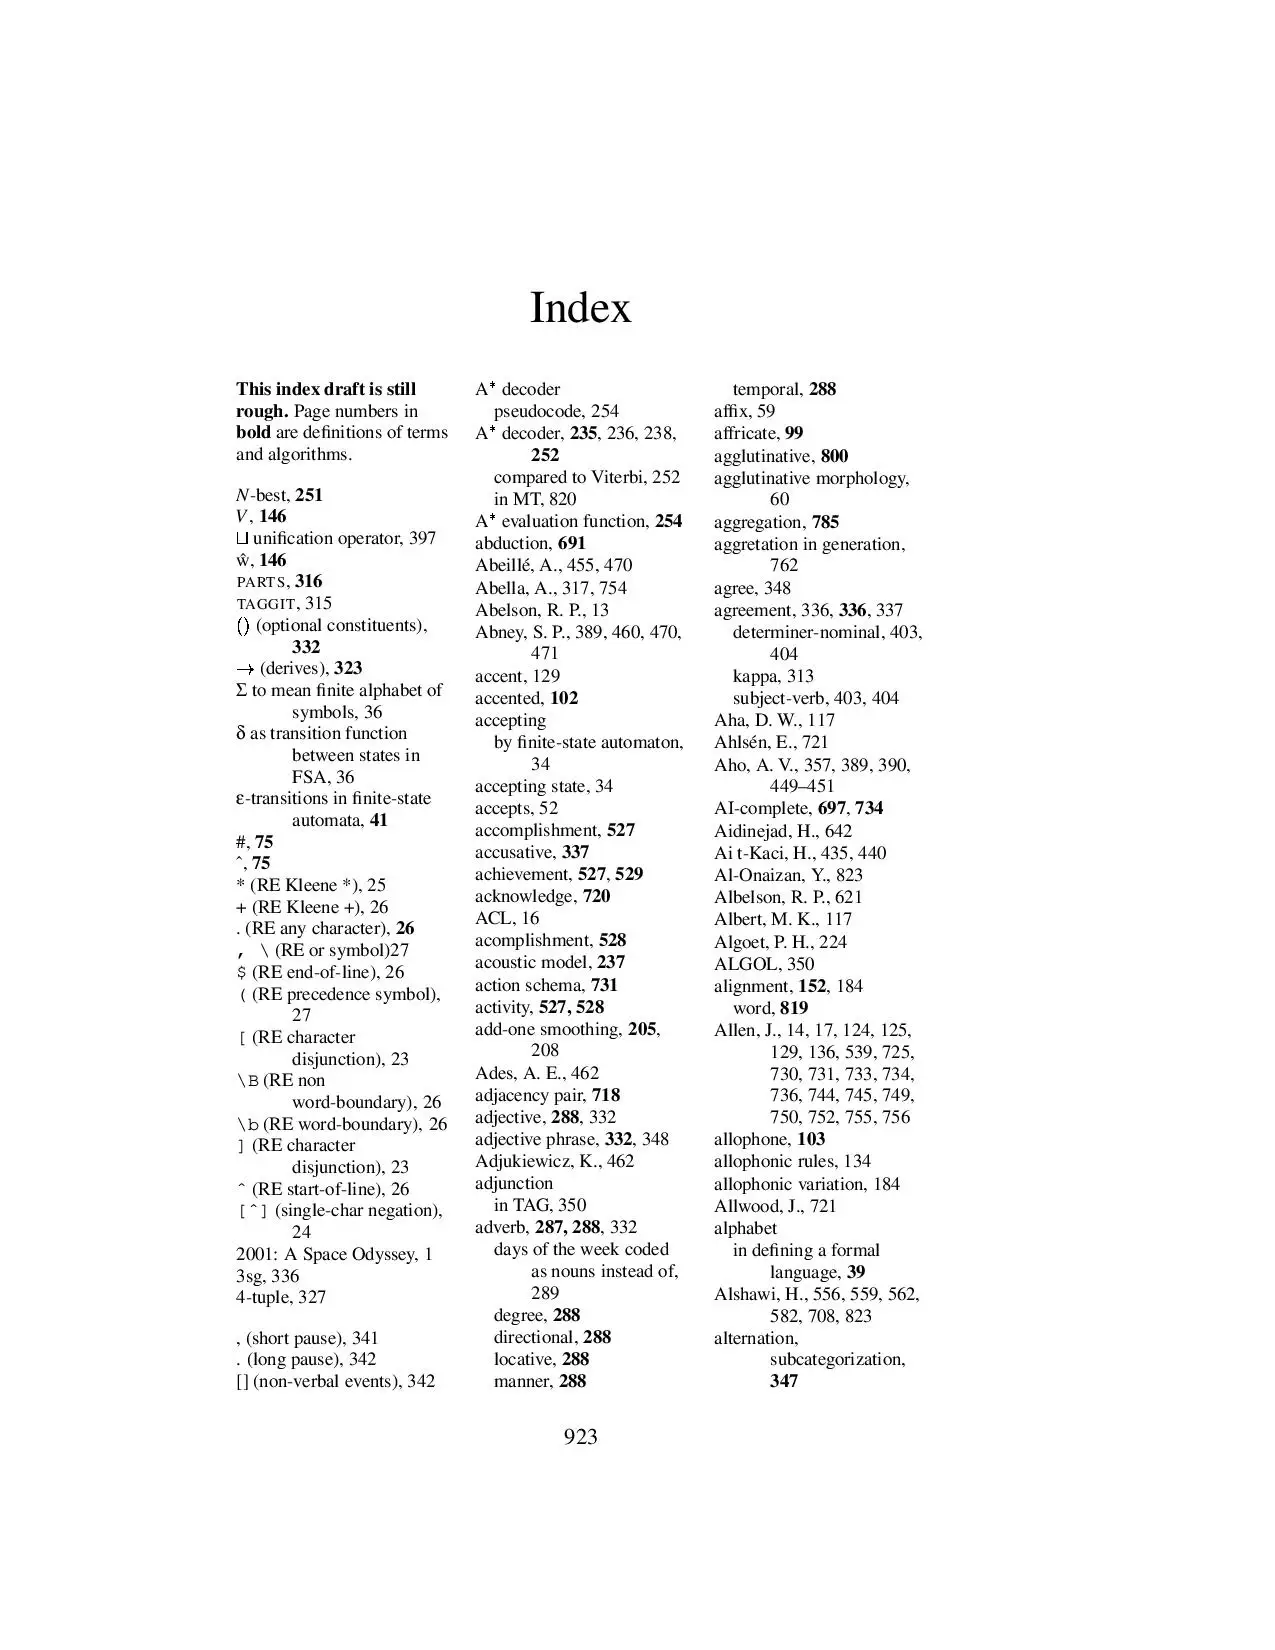 Index
This index draft is still
rough. Page numbers in
bold are definitions of terms
and algorithms.
N-best, 251
V, 146
⊔ unification operator, 397
ŵ, 146
PARTS, 316
TAGGIT, 315
() (optional constituents),
332
→ (derives), 323
Σ to mean finite alphabet of
symbols, 36
δ as transition function
between states in
FSA, 36
ε-transitions in finite-state
automata, 41
#, 75
ˆ, 75
* (RE Kleene *), 25
+ (RE Kleene +), 26
. (RE any character), 26
, \ (RE or symbol)27
$ (RE end-of-line), 26
( (RE precedence symbol),
27
[ (RE character
disjunction), 23
\B (RE non
word-boundary), 26
\b (RE word-boundary), 26
] (RE character
disjunction), 23
ˆ (RE start-of-line), 26
[ˆ] (single-char negation),
24
2001: A Space Odyssey, 1
3sg, 336
4-tuple, 327
, (short pause), 341
. (long pause), 342
[] (non-verbal events), 342
A* decoder
pseudocode, 254
A* decoder, 235, 236, 238,
252
compared to Viterbi, 252
in MT, 820
A* evaluation function, 254
abduction, 691
Abeillé, A., 455, 470
Abella, A., 317, 754
Abelson, R. P., 13
Abney, S. P., 389, 460, 470,
471
accent, 129
accented, 102
accepting
by finite-state automaton,
34
accepting state, 34
accepts, 52
accomplishment, 527
accusative, 337
achievement, 527, 529
acknowledge, 720
ACL, 16
acomplishment, 528
acoustic model, 237
action schema, 731
activity, 527, 528
add-one smoothing, 205,
208
Ades, A. E., 462
adjacency pair, 718
adjective, 288, 332
adjective phrase, 332, 348
Adjukiewicz, K., 462
adjunction
in TAG, 350
adverb, 287, 288, 332
days of the week coded
as nouns instead of,
289
degree, 288
directional, 288
locative, 288
manner, 288
temporal, 288
affix, 59
affricate, 99
agglutinative, 800
agglutinative morphology,
60
aggregation, 785
aggretation in generation,
762
agree, 348
agreement, 336, 336, 337
determiner-nominal, 403,
404
kappa, 313
subject-verb, 403, 404
Aha, D. W., 117
Ahlsén, E., 721
Aho, A. V., 357, 389, 390,
449–451
AI-complete, 697, 734
Aidinejad, H., 642
Ai t-Kaci, H., 435, 440
Al-Onaizan, Y., 823
Albelson, R. P., 621
Albert, M. K., 117
Algoet, P. H., 224
ALGOL, 350
alignment, 152, 184
word, 819
Allen, J., 14, 17, 124, 125,
129, 136, 539, 725,
730, 731, 733, 734,
736, 744, 745, 749,
750, 752, 755, 756
allophone, 103
allophonic rules, 134
allophonic variation, 184
Allwood, J., 721
alphabet
in defining a formal
language, 39
Alshawi, H., 556, 559, 562,
582, 708, 823
alternation,
subcategorization,
347
923